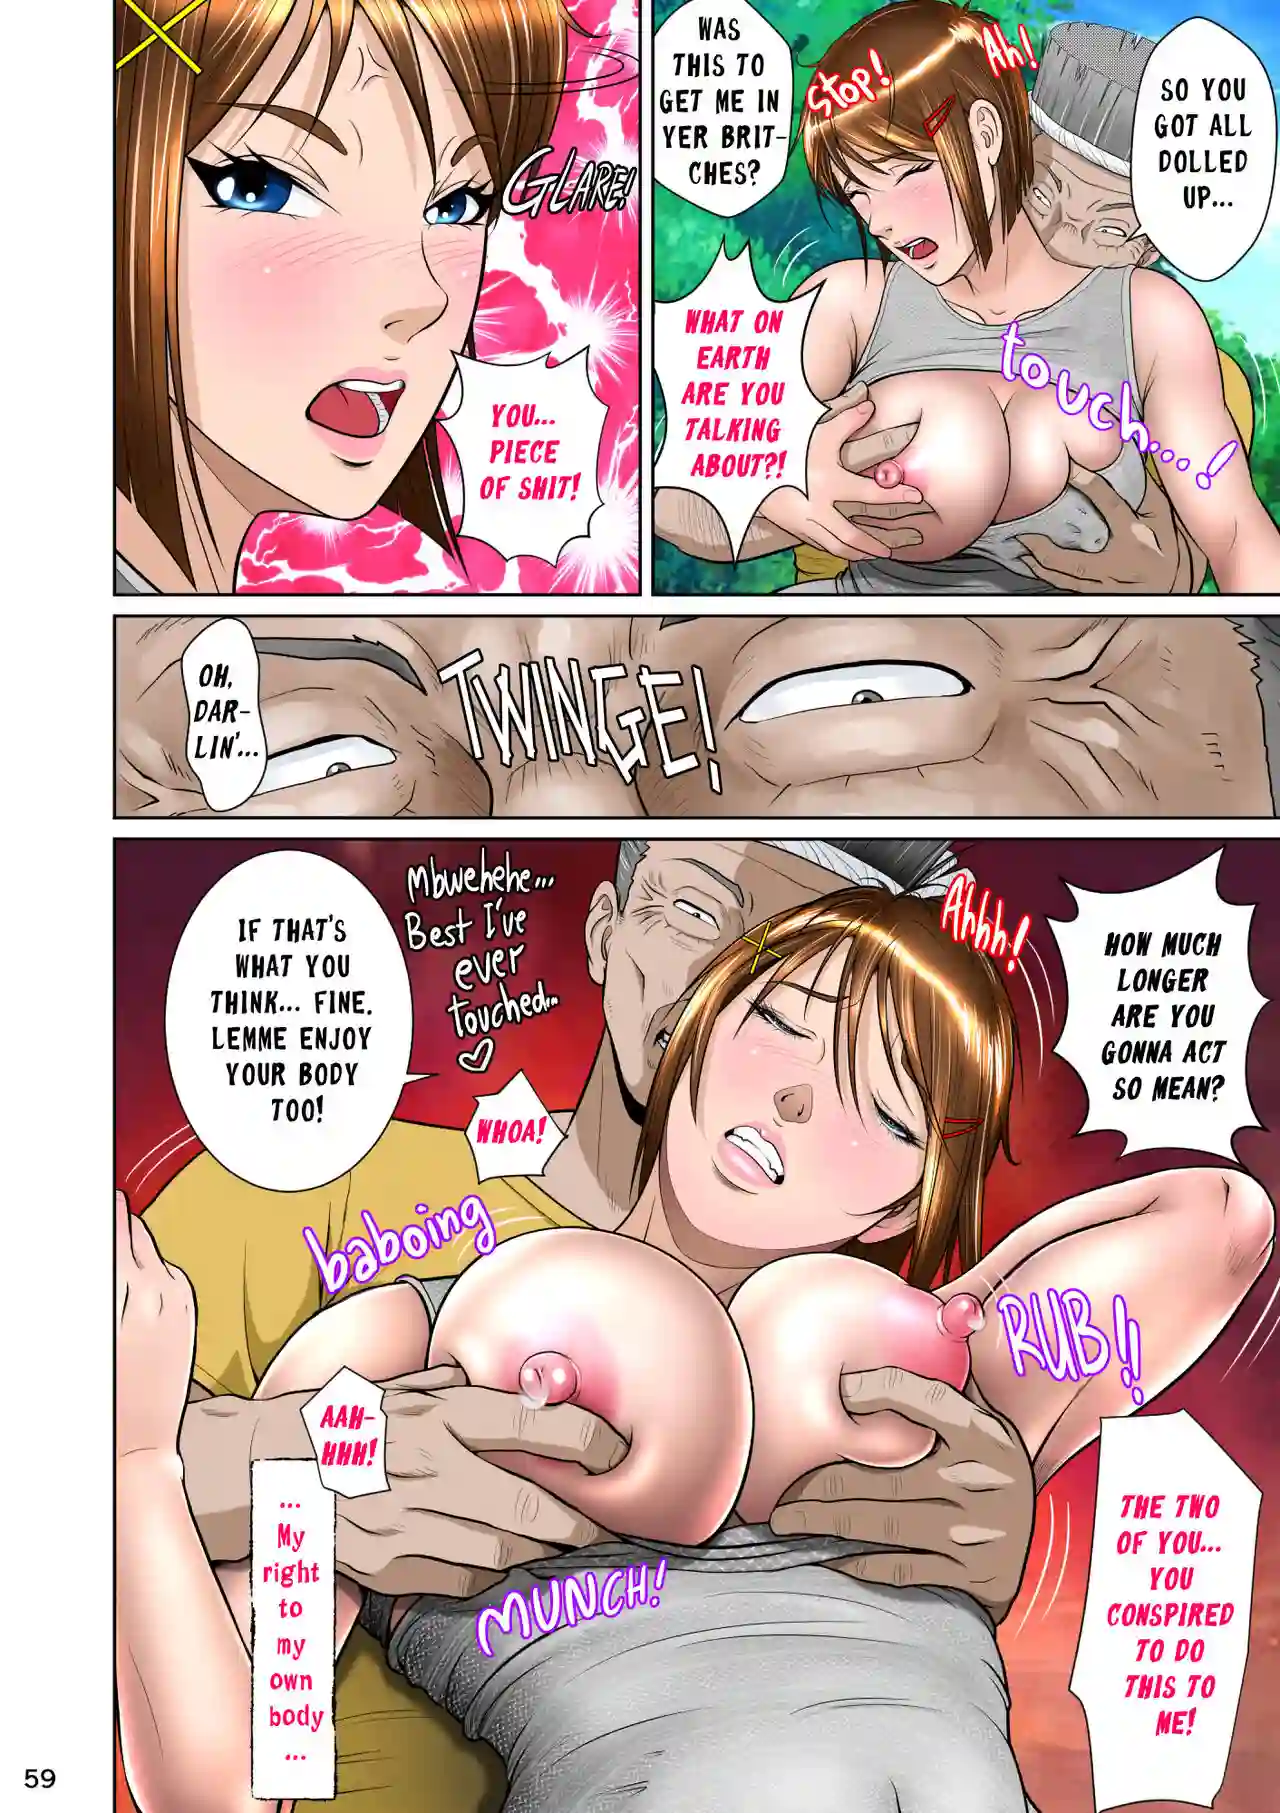 SO YOU
GOT ALL
DOLLED
UP...
Ah!
Stop!
WAS
THIS TO
GET ME IN
YER BRIT-
CHES?
touch...!
WHAT ON
EARTH
ARE YOU
TALKING
ABOUT?!
GLARE!
YOU...
PIECE
OF SHIT!
TWINGE!
OH,
DAR-
LIN'...
HOW MUCH
LONGER
ARE YOU
GONNA ACT
SO MEAN?
Ahhh!
Mbwehehe...
Best I've
ever
touched...
♡
IF THAT'S
WHAT YOU
THINK... FINE.
LEMME ENJOY
YOUR BODY
TOO!
WHOA!
baboing
RUB!!
THE TWO
OF YOU...
YOU
CONSPIRED
TO DO
THIS TO
ME!
AAH-
HHH!
MUNCH!
...
My
right
to
my
own
body
...
59